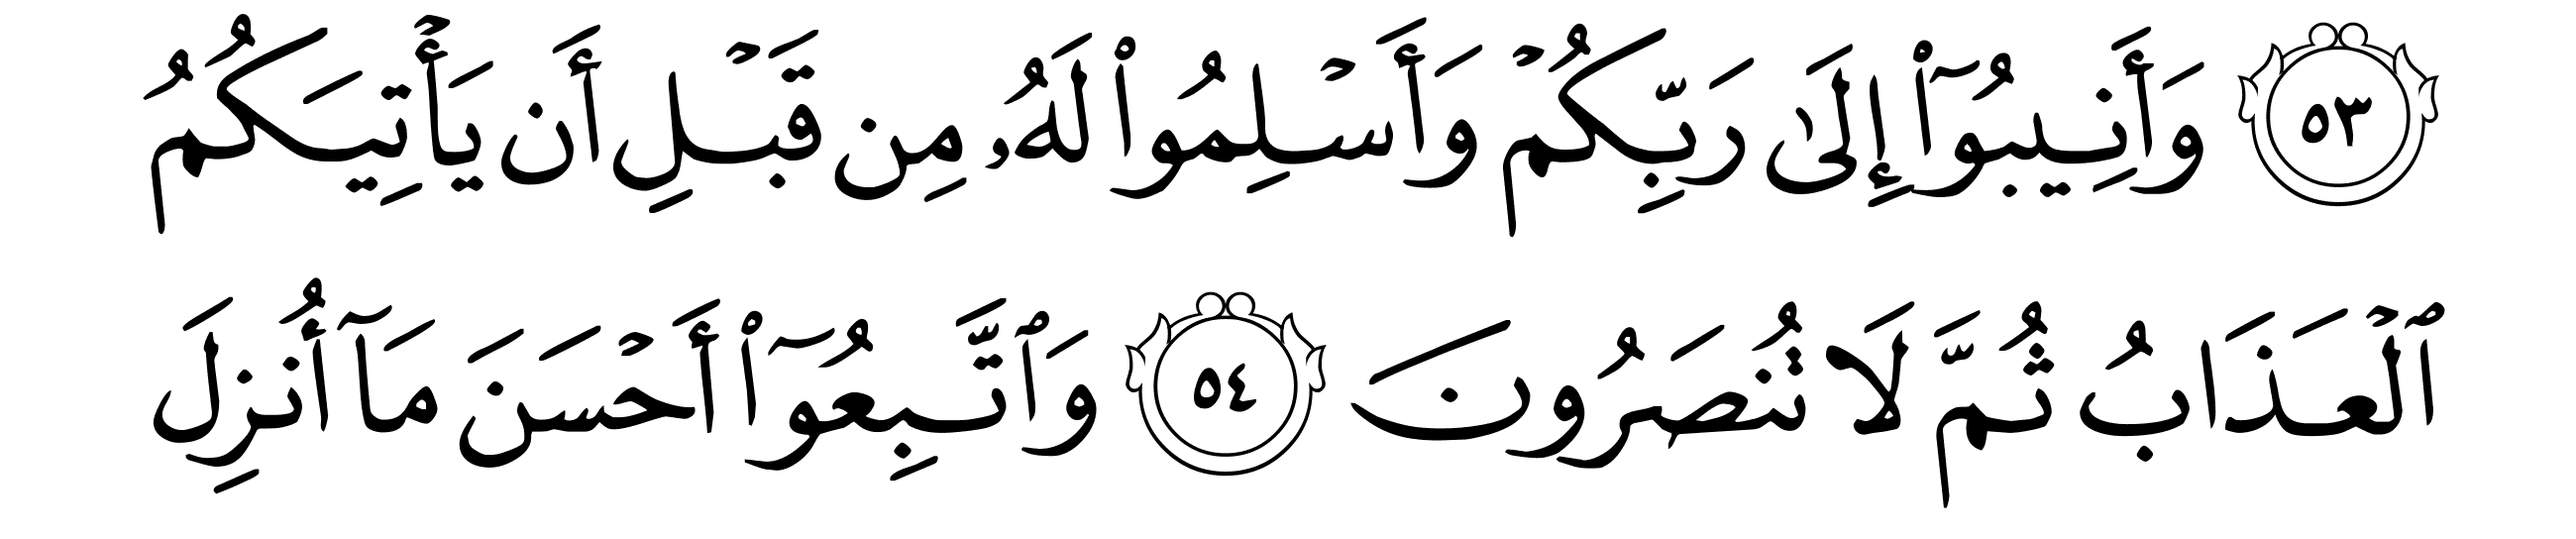 ٥٣ وَأَنِيبُوٓا۟ إِلَىٰ رَبِّكُمْ وَأَسْلِمُوا۟ لَهُۥ مِن قَبْلِ أَن يَأْتِيَكُمُ
ٱلْعَذَابُ ثُمَّ لَا تُنصَرُونَ ٥٤ وَٱتَّبِعُوٓا۟ أَحْسَنَ مَآ أُنزِلَ